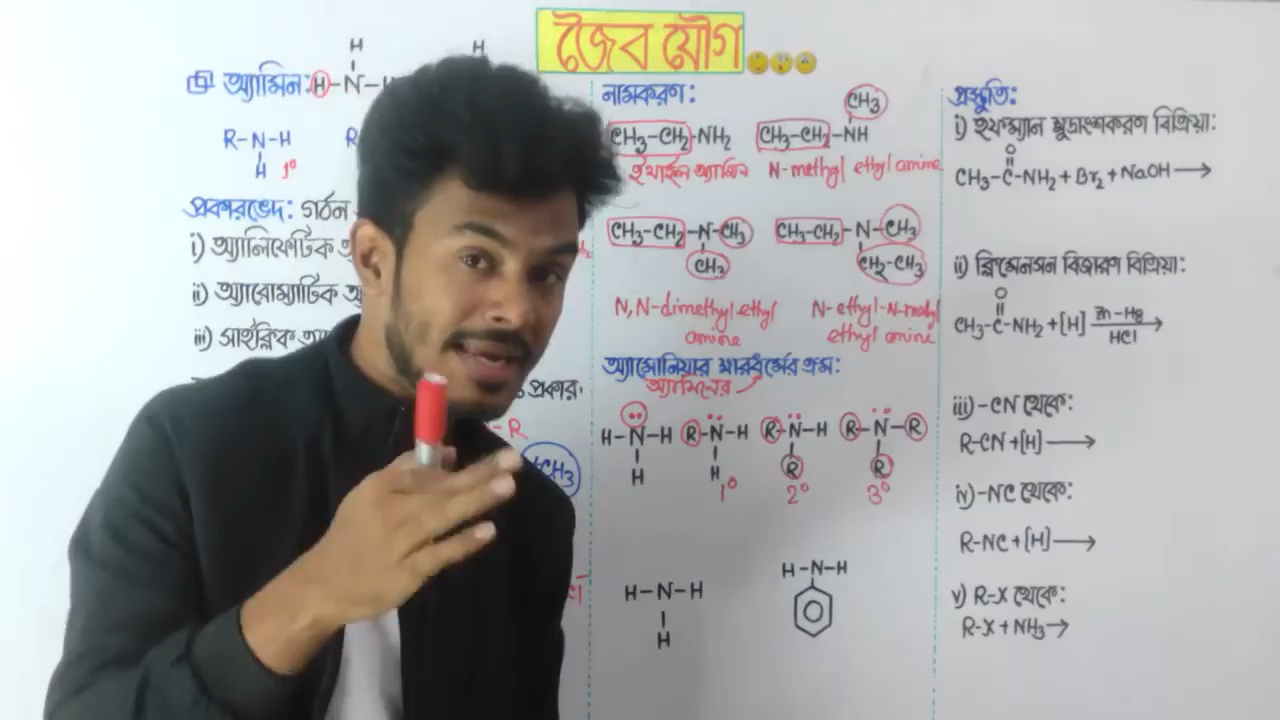 জৈব যৌগ
অ্যামিন:
H
H
H-N-H
R-N-H
H 1°
R
প্রকারভেদ: গঠন
i) অ্যালিফেটিক
ii) অ্যারোম্যাটিক
iii) সাইক্লিক
প্রকার.
-R
CH3
নামকরণ:
CH3-CH2-NH2
ইথাইল অ্যামিন
CH3
CH3-CH2-NH
N-methyl ethyl amine
CH3-CH2-N-CH3
CH3
N,N-dimethyl ethyl
amine
CH3-CH2-N-CH3
CH2-CH3
N-ethyl-N-methyl
ethyl amine
অ্যামোনিয়ার ক্ষারধর্মের ক্রম:
অ্যামিনের
H-N-H
H
R-N-H
H
1°
R-N-H
R
2°
R-N-R
R
3°
H-N-H
H
H-N-H
প্রস্তুতি:
i) হফম্যান ক্ষুদ্রাংশকরণ বিক্রিয়া:
O
CH3-C-NH2 + Br2 + NaOH →
ii) ক্লিমেনসন বিজারণ বিক্রিয়া:
O
CH3-C-NH2 + [H] Zn-Hg →
HCl
iii) -CN থেকে:
R-CN + [H] →
iv) -NC থেকে:
R-NC + [H] →
v) R-X থেকে:
R-X + NH3 →